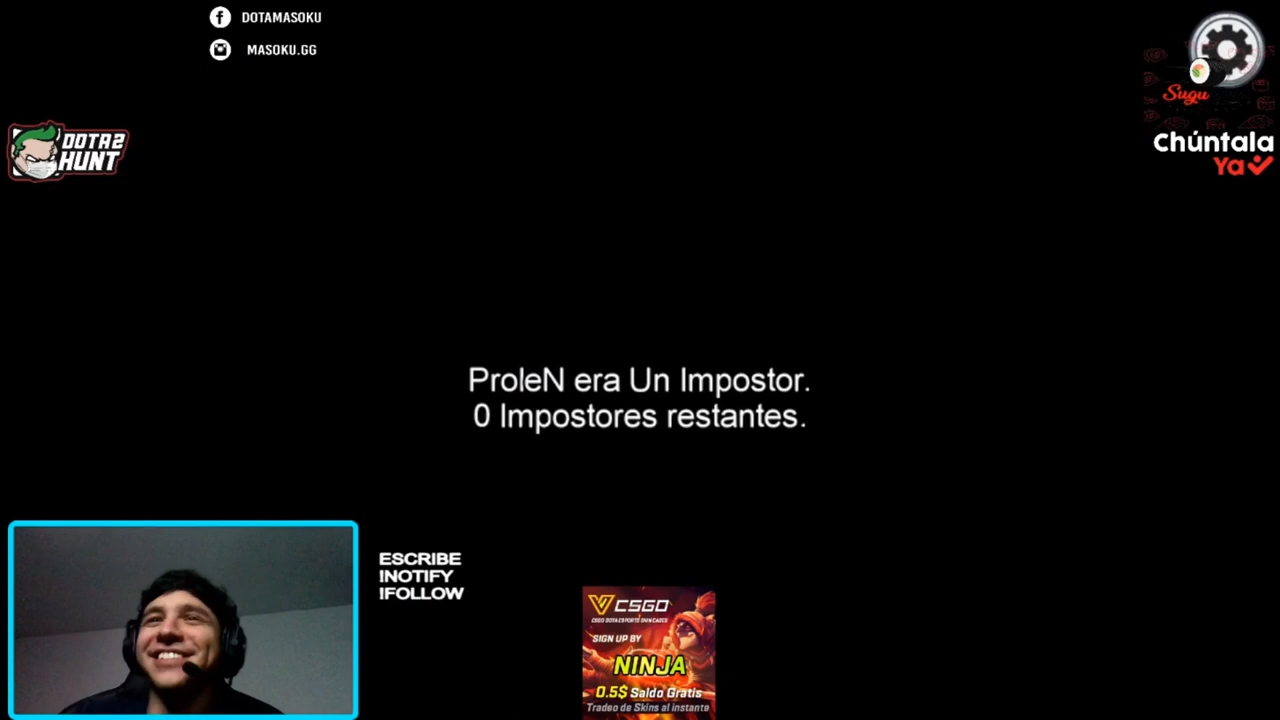 DOTAMASOKU
MASOKU.GG
DOTA2
HUNT
Sugu
Chúntala
Ya
ProleN era Un Impostor.
0 Impostores restantes.
ESCRIBE
!NOTIFY
!FOLLOW
CSGO
SIGN UP BY
NINJA
0.5$ Saldo Gratis
Tradeo de Skins al instante